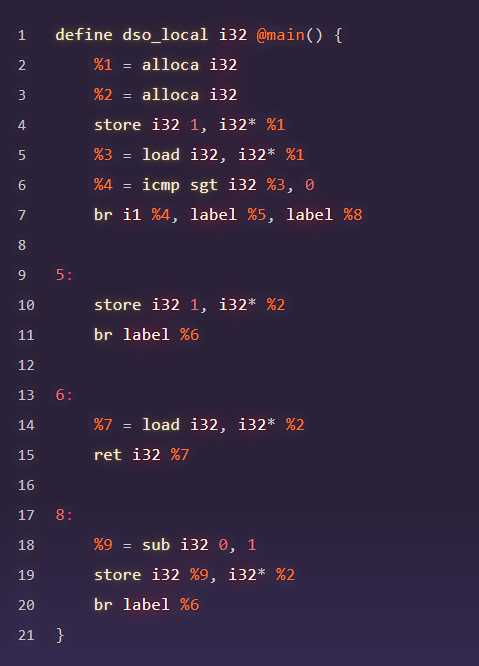 1 define dso_local i32 @main() {
2     %1 = alloca i32
3     %2 = alloca i32
4     store i32 1, i32* %1
5     %3 = load i32, i32* %1
6     %4 = icmp sgt i32 %3, 0
7     br i1 %4, label %5, label %8
8
9 5:
10     store i32 1, i32* %2
11     br label %6
12
13 6:
14     %7 = load i32, i32* %2
15     ret i32 %7
16
17 8:
18     %9 = sub i32 0, 1
19     store i32 %9, i32* %2
20     br label %6
21 }